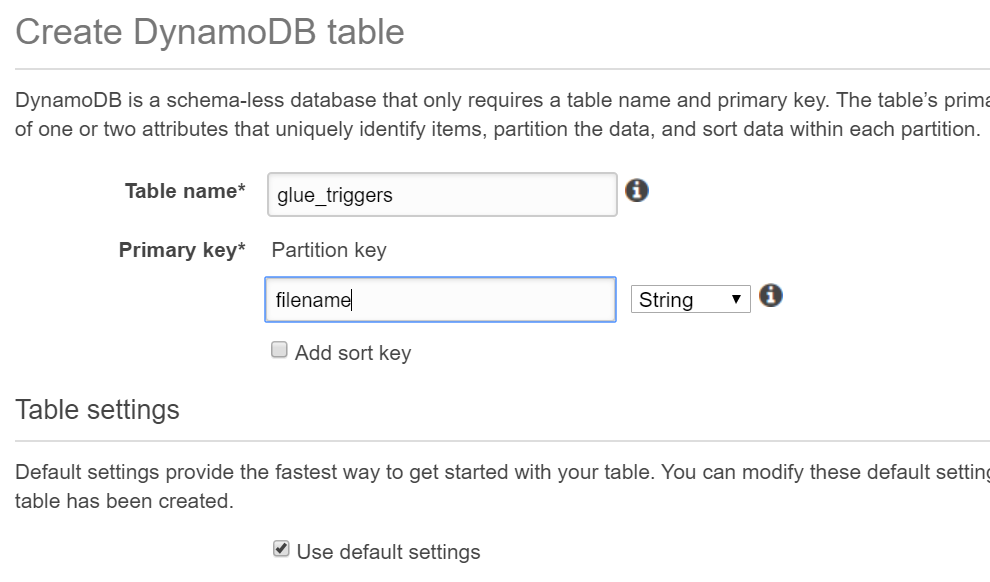 Create DynamoDB table
DynamoDB is a schema-less database that only requires a table name and primary key. The table's
of one or two attributes that uniquely identify items, partition the data, and sort data within each partition.
Table name* glue_triggers
Primary key* Partition key
filename String
Add sort key
Table settings
Default settings provide the fastest way to get started with your table. You can modify these default
table has been created.
Use default settings